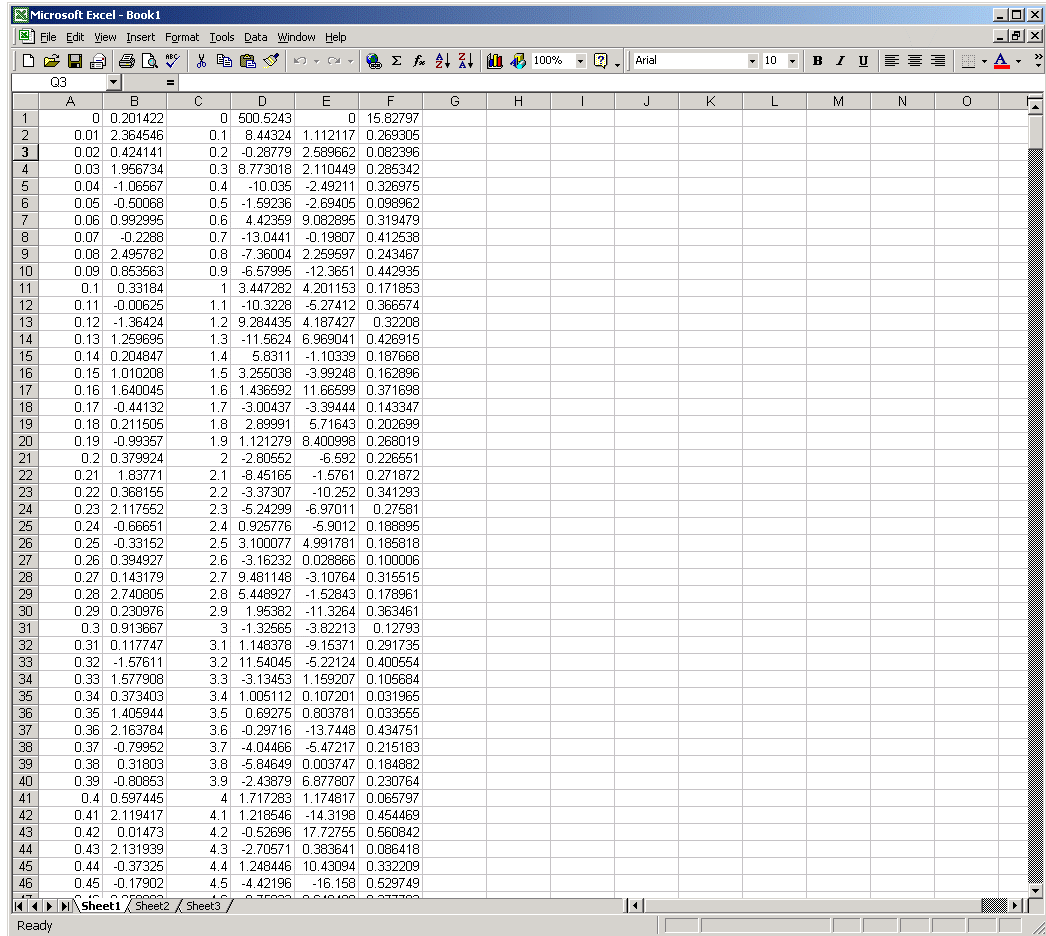 Microsoft Excel - Book1
File Edit View Insert Format Tools Data Window Help
100% Arial 10 B I U
Q3 =
A B C D E F G H I J K L M N O
1 0 0.201422 0 500.5243 0 15.82797
2 0.01 2.364546 0.1 8.44324 1.112117 0.269305
3 0.02 0.424141 0.2 -0.28779 2.589662 0.082396
4 0.03 1.956734 0.3 8.773018 2.110449 0.285342
5 0.04 -1.06567 0.4 -10.035 -2.49211 0.326975
6 0.05 -0.50068 0.5 -1.59236 -2.69405 0.098962
7 0.06 0.992995 0.6 4.42359 9.082895 0.319479
8 0.07 -0.2288 0.7 -13.0441 -0.19807 0.412538
9 0.08 2.495782 0.8 -7.36004 2.259597 0.243467
10 0.09 0.853563 0.9 -6.57995 -12.3651 0.442935
11 0.1 0.33184 1 3.447282 4.201153 0.171853
12 0.11 -0.00625 1.1 -10.3228 -5.27412 0.366574
13 0.12 -1.36424 1.2 9.284435 4.187427 0.32208
14 0.13 1.259695 1.3 -11.5624 6.969041 0.426915
15 0.14 0.204847 1.4 5.8311 -1.10339 0.187668
16 0.15 1.010208 1.5 3.255038 -3.99248 0.162896
17 0.16 1.640045 1.6 1.436592 11.66599 0.371698
18 0.17 -0.44132 1.7 -3.00437 -3.39444 0.143347
19 0.18 0.211505 1.8 2.89991 5.71643 0.202699
20 0.19 -0.99357 1.9 1.121279 8.400998 0.268019
21 0.2 0.379924 2 -2.80552 -6.592 0.226551
22 0.21 1.83771 2.1 -8.45165 -1.5761 0.271872
23 0.22 0.368155 2.2 -3.37307 -10.252 0.341293
24 0.23 2.117552 2.3 -5.24299 -6.97011 0.27581
25 0.24 -0.66651 2.4 0.925776 -5.9012 0.188895
26 0.25 -0.33152 2.5 3.100077 4.991781 0.185818
27 0.26 0.394927 2.6 -3.16232 0.028866 0.100006
28 0.27 0.143179 2.7 9.481148 -3.10764 0.315515
29 0.28 2.740805 2.8 5.448927 -1.52843 0.178961
30 0.29 0.230976 2.9 1.95382 -11.3264 0.363461
31 0.3 0.913667 3 -1.32565 -3.82213 0.12793
32 0.31 0.117747 3.1 1.148378 -9.15371 0.291735
33 0.32 -1.57611 3.2 11.54045 -5.22124 0.400554
34 0.33 1.577908 3.3 -3.13453 1.159207 0.105684
35 0.34 0.373403 3.4 1.005112 0.107201 0.031965
36 0.35 1.405944 3.5 0.69275 0.803781 0.033555
37 0.36 2.163784 3.6 -0.29716 -13.7448 0.434751
38 0.37 -0.79952 3.7 -4.04466 -5.47217 0.215183
39 0.38 0.31803 3.8 -5.84649 0.003747 0.184882
40 0.39 -0.80853 3.9 -2.43879 6.877807 0.230764
41 0.4 0.597445 4 1.717283 1.174817 0.065797
42 0.41 2.119417 4.1 1.218546 -14.3198 0.454469
43 0.42 0.01473 4.2 -0.52696 17.72755 0.560842
44 0.43 2.131939 4.3 -2.70571 0.383641 0.086418
45 0.44 -0.37325 4.4 1.248446 10.43094 0.332209
46 0.45 -0.17902 4.5 -4.42196 -16.158 0.529749
Sheet1 Sheet2 Sheet3
Ready